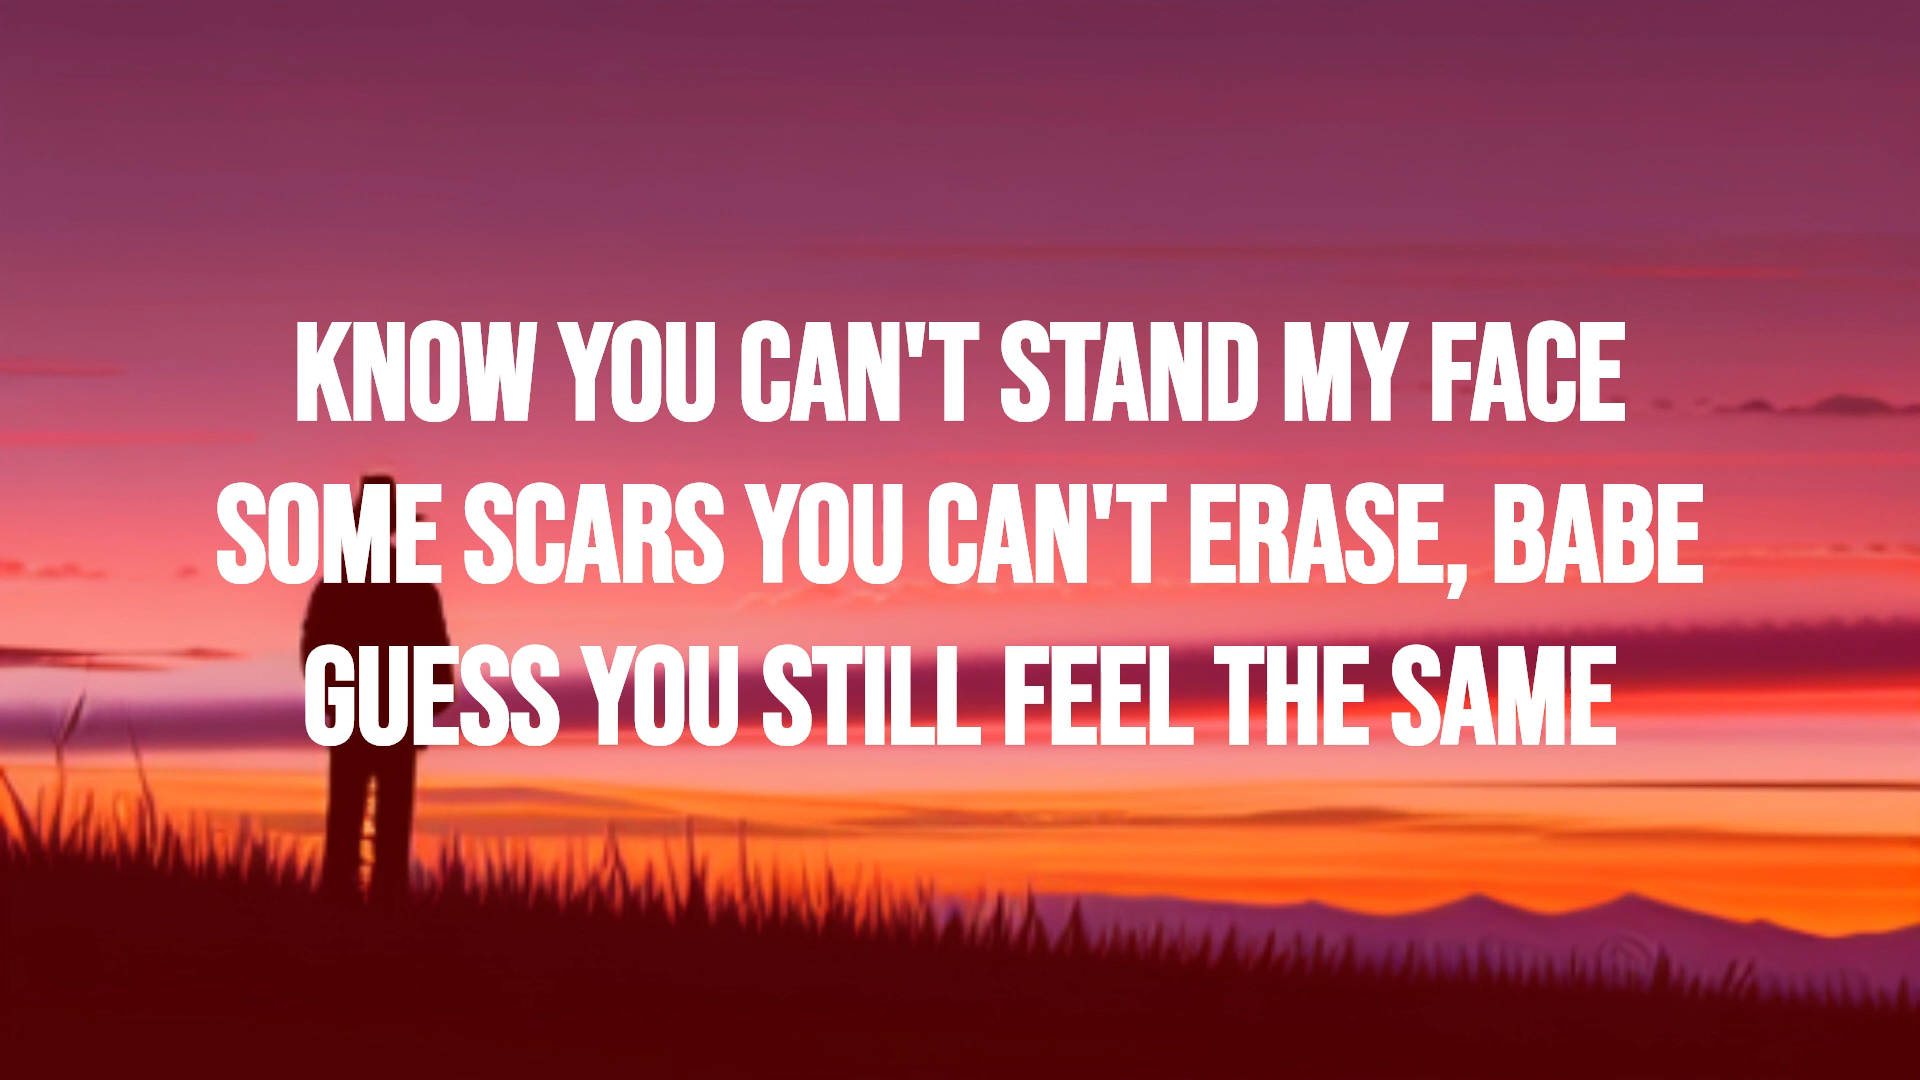 KNOW YOU CAN'T STAND MY FACE
SOME SCARS YOU CAN'T ERASE, BABE
GUESS YOU STILL FEEL THE SAME